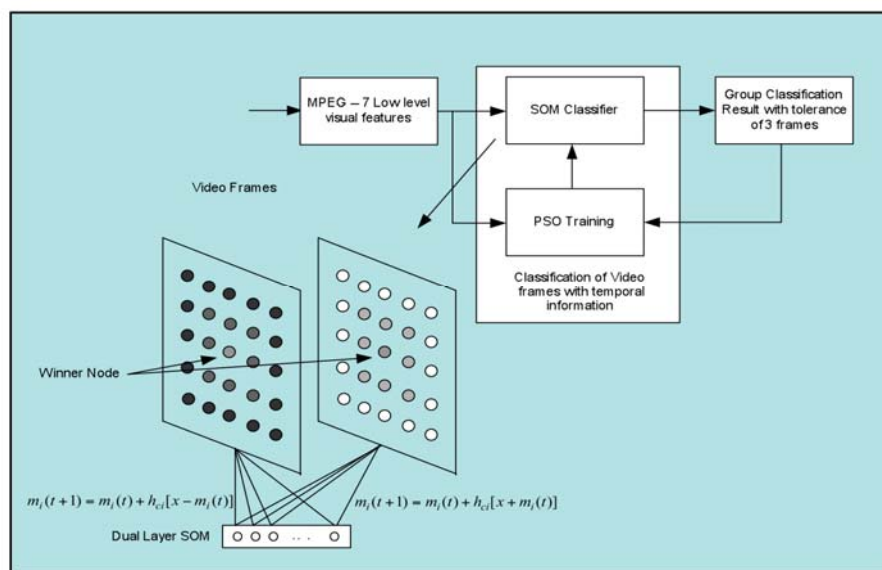 MPEG – 7 Low level
visual features
SOM Classifier
Group Classification
Result with tolerance
of 3 frames
Video Frames
PSO Training
Classification of Video
frames with temporal
information
Winner Node
m_i(t+1) = m_i(t) + h_ci[x − m_i(t)]
m_i(t+1) = m_i(t) + h_ci[x + m_i(t)]
Dual Layer SOM
...